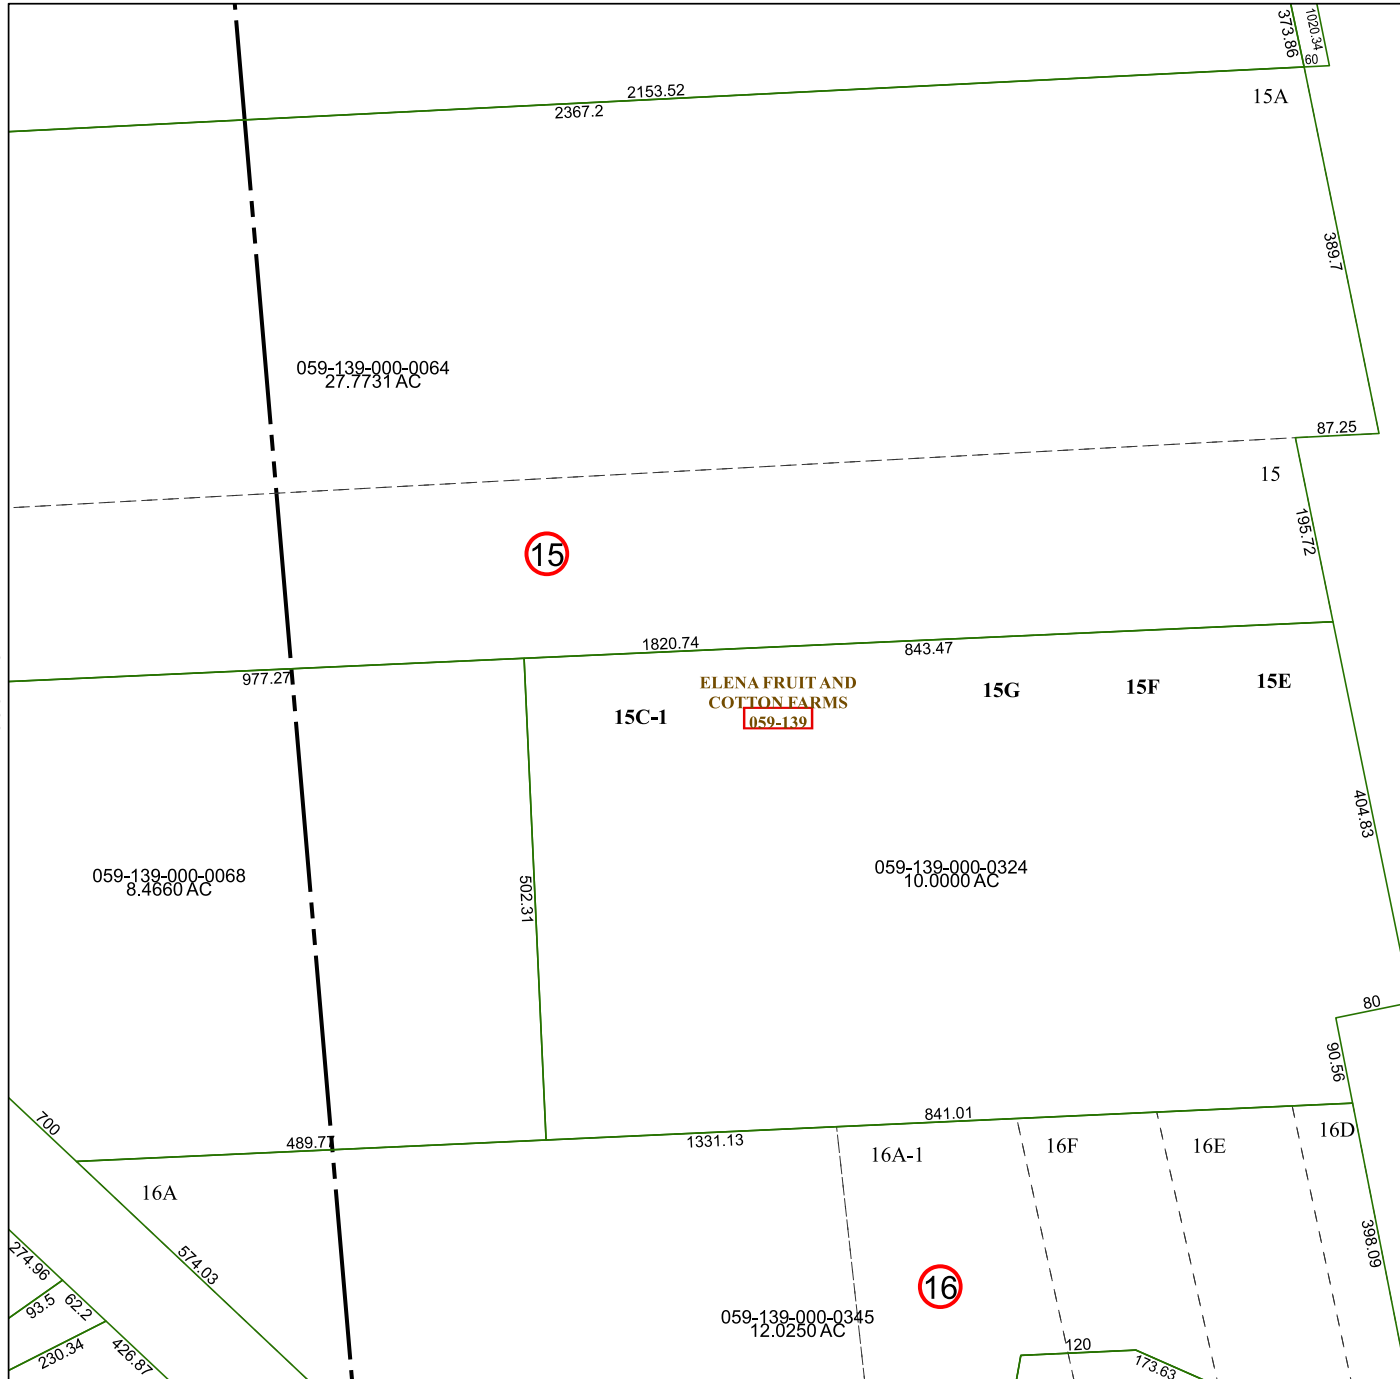 373.86
1020.34
60
2153.52
2367.2
15A
389.7
059-139-000-0064
27.7731 AC
87.25
15
195.72
15
1820.74
843.47
977.27
ELENA FRUIT AND
COTTON FARMS
059-139
15C-1
15G
15F
15E
404.83
059-139-000-0068
8.4660 AC
502.31
059-139-000-0324
10.0000 AC
80
90.56
700
489.77
1331.13
841.01
16A
16A-1
16F
16E
16D
574.03
398.09
274.96
93.5
62.2
230.34
426.87
16
059-139-000-0345
12.0250 AC
120
173.63